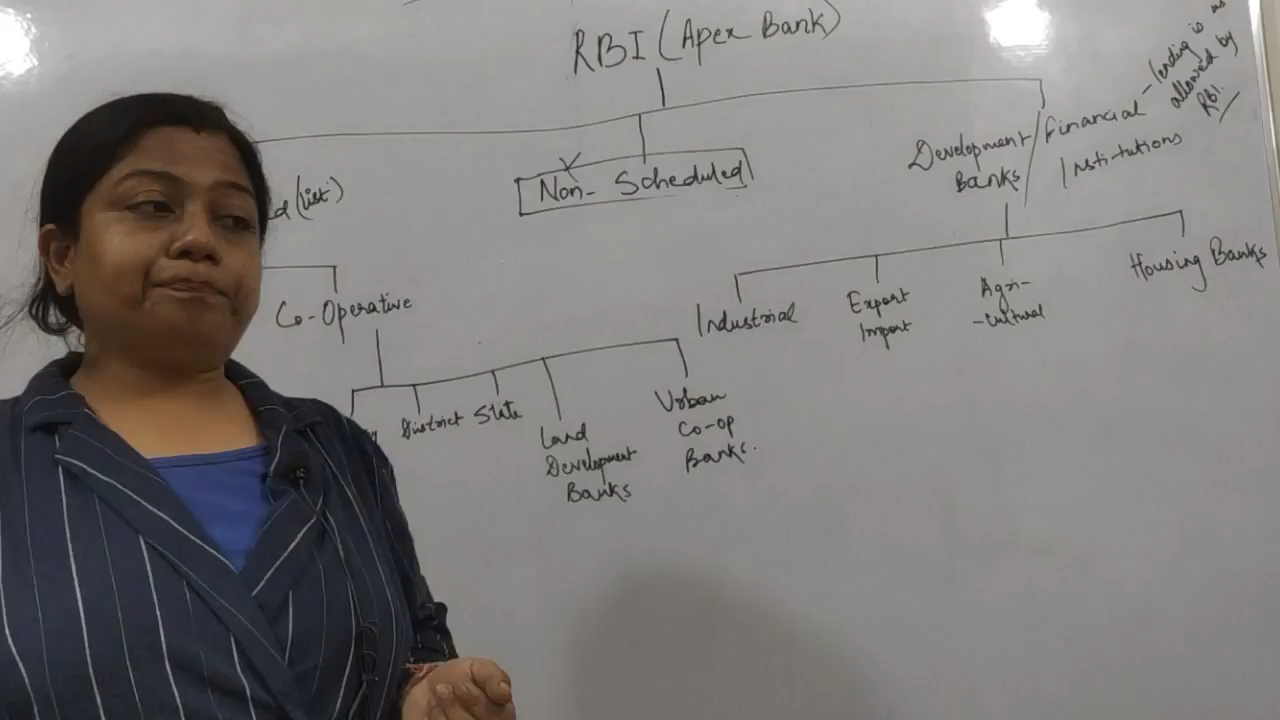 RBI (Apex Bank)
- lending is as
allowed by
RBI.
Development / Financial
Banks / Institutions
Non-Scheduled
(list)
Co-Operative
Industrial
Export
Import
Agri-
-cultural
Housing Banks
District State
Land
Development
Banks
Urban
Co-op
Banks.